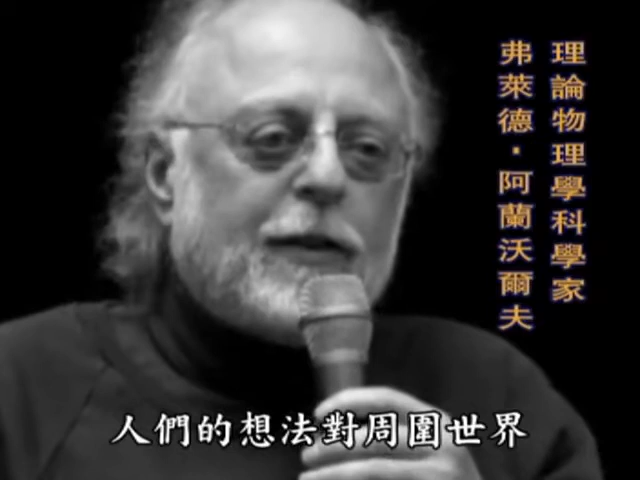 理論物理學科學家
弗萊德·阿蘭沃爾夫
人們的想法對周圍世界